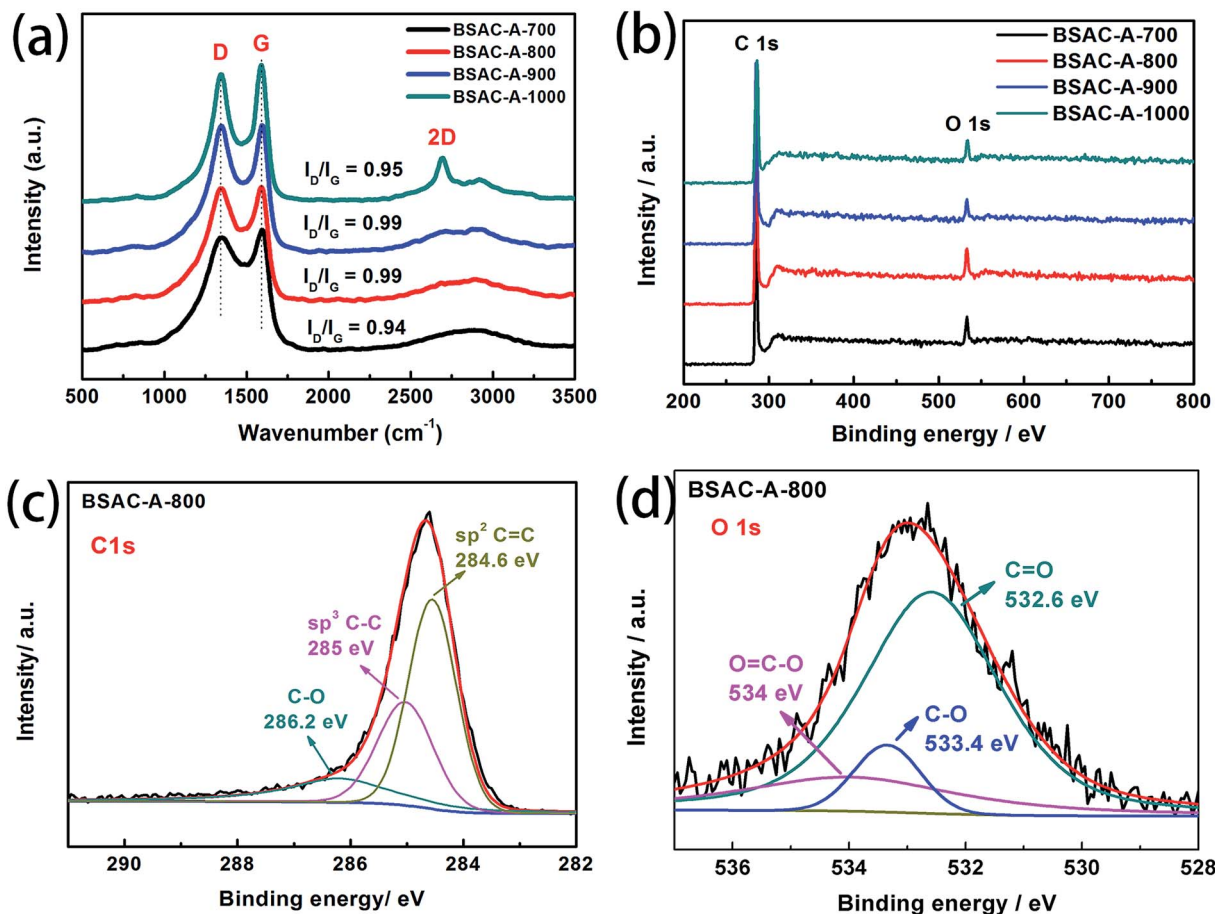 (a)
D
G
BSAC-A-700
BSAC-A-800
BSAC-A-900
BSAC-A-1000
2D
I_D/I_G = 0.95
I_D/I_G = 0.99
I_D/I_G = 0.99
I_D/I_G = 0.94
Intensity (a.u.)
500 1000 1500 2000 2500 3000 3500
Wavenumber (cm⁻¹)
(b)
C 1s
BSAC-A-700
BSAC-A-800
BSAC-A-900
BSAC-A-1000
O 1s
Intensity / a.u.
200 300 400 500 600 700 800
Binding energy / eV
(c)
BSAC-A-800
C1s
sp² C=C
284.6 eV
sp³ C-C
285 eV
C-O
286.2 eV
Intensity/ a.u.
290 288 286 284 282
Binding energy/ eV
(d)
BSAC-A-800
O 1s
C=O
532.6 eV
O=C-O
534 eV
C-O
533.4 eV
Intensity/ a.u.
536 534 532 530 528
Binding energy / eV